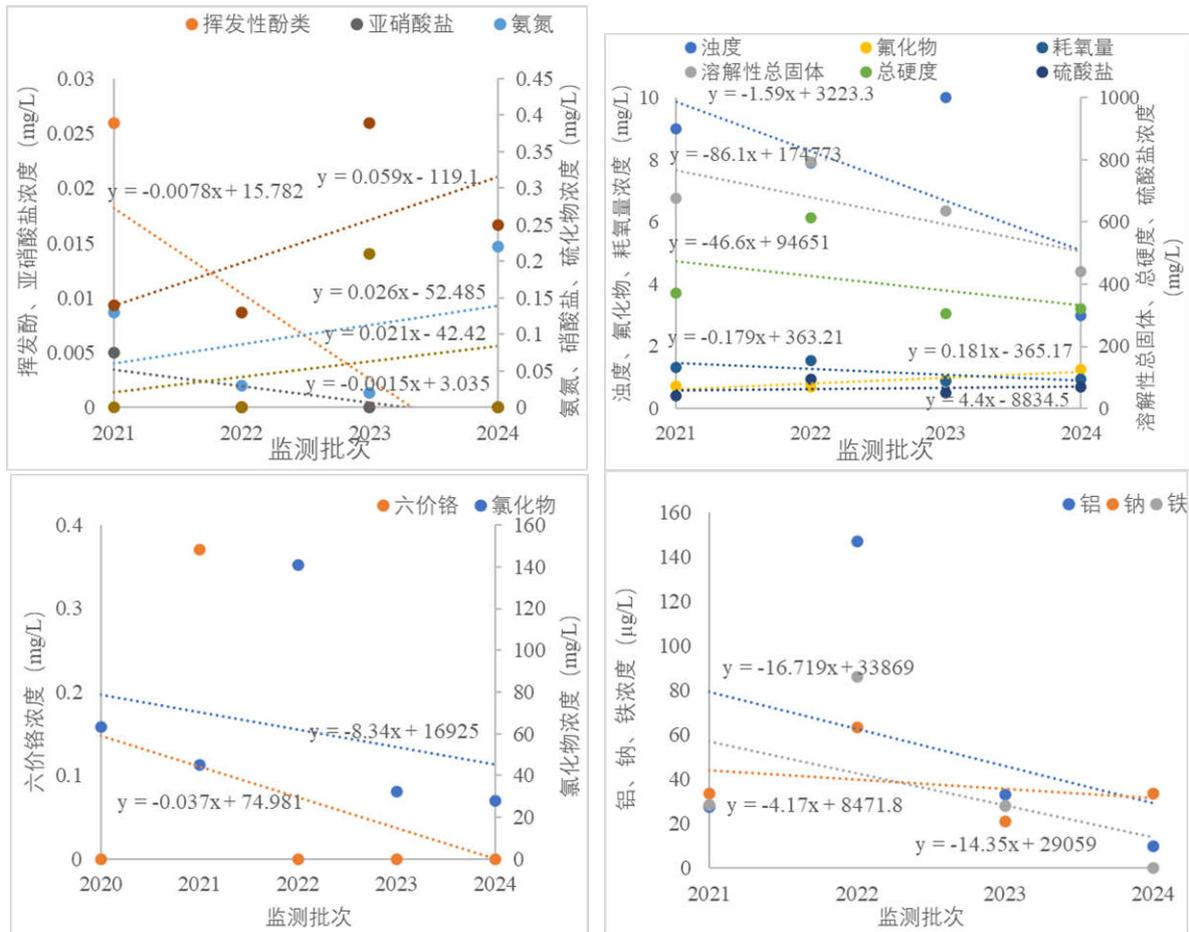 挥发性酚类 亚硝酸盐 氨氮
挥发酚、亚硝酸盐浓度（mg/L）
0.03
0.025
0.02
0.015
0.01
0.005
0
y = -0.0078x + 15.782
y = 0.059x - 119.1
y = 0.026x - 52.485
y = 0.021x - 42.42
y = -0.0015x + 3.035
0.45
0.4
0.35
0.3
0.25
0.2
0.15
0.1
0.05
0
氨氮、硝酸盐、硫化物浓度（mg/L）
2021 2022 2023 2024
监测批次
浊度 氟化物 耗氧量
溶解性总固体 总硬度 硫酸盐
浊度、氟化物、耗氧量浓度（mg/L）
10
8
6
4
2
0
y = -1.59x + 3223.3
y = -86.1x + 174773
y = -46.6x + 94651
y = -0.179x + 363.21
y = 0.181x - 365.17
y = 4.4x - 8834.5
1000
800
600
400
200
0
溶解性总固体、总硬度、硫酸盐浓度
(mg/L)
2021 2022 2023 2024
监测批次
六价铬 氯化物
六价铬浓度（mg/L）
0.4
0.3
0.2
0.1
0
y = -8.34x + 16925
y = -0.037x + 74.981
160
140
120
100
80
60
40
20
0
氯化物浓度（mg/L）
2020 2021 2022 2023 2024
监测批次
铝 钠 铁
铝、钠、铁浓度（μg/L）
160
140
120
100
80
60
40
20
0
y = -16.719x + 33869
y = -4.17x + 8471.8
y = -14.35x + 29059
2021 2022 2023 2024
监测批次